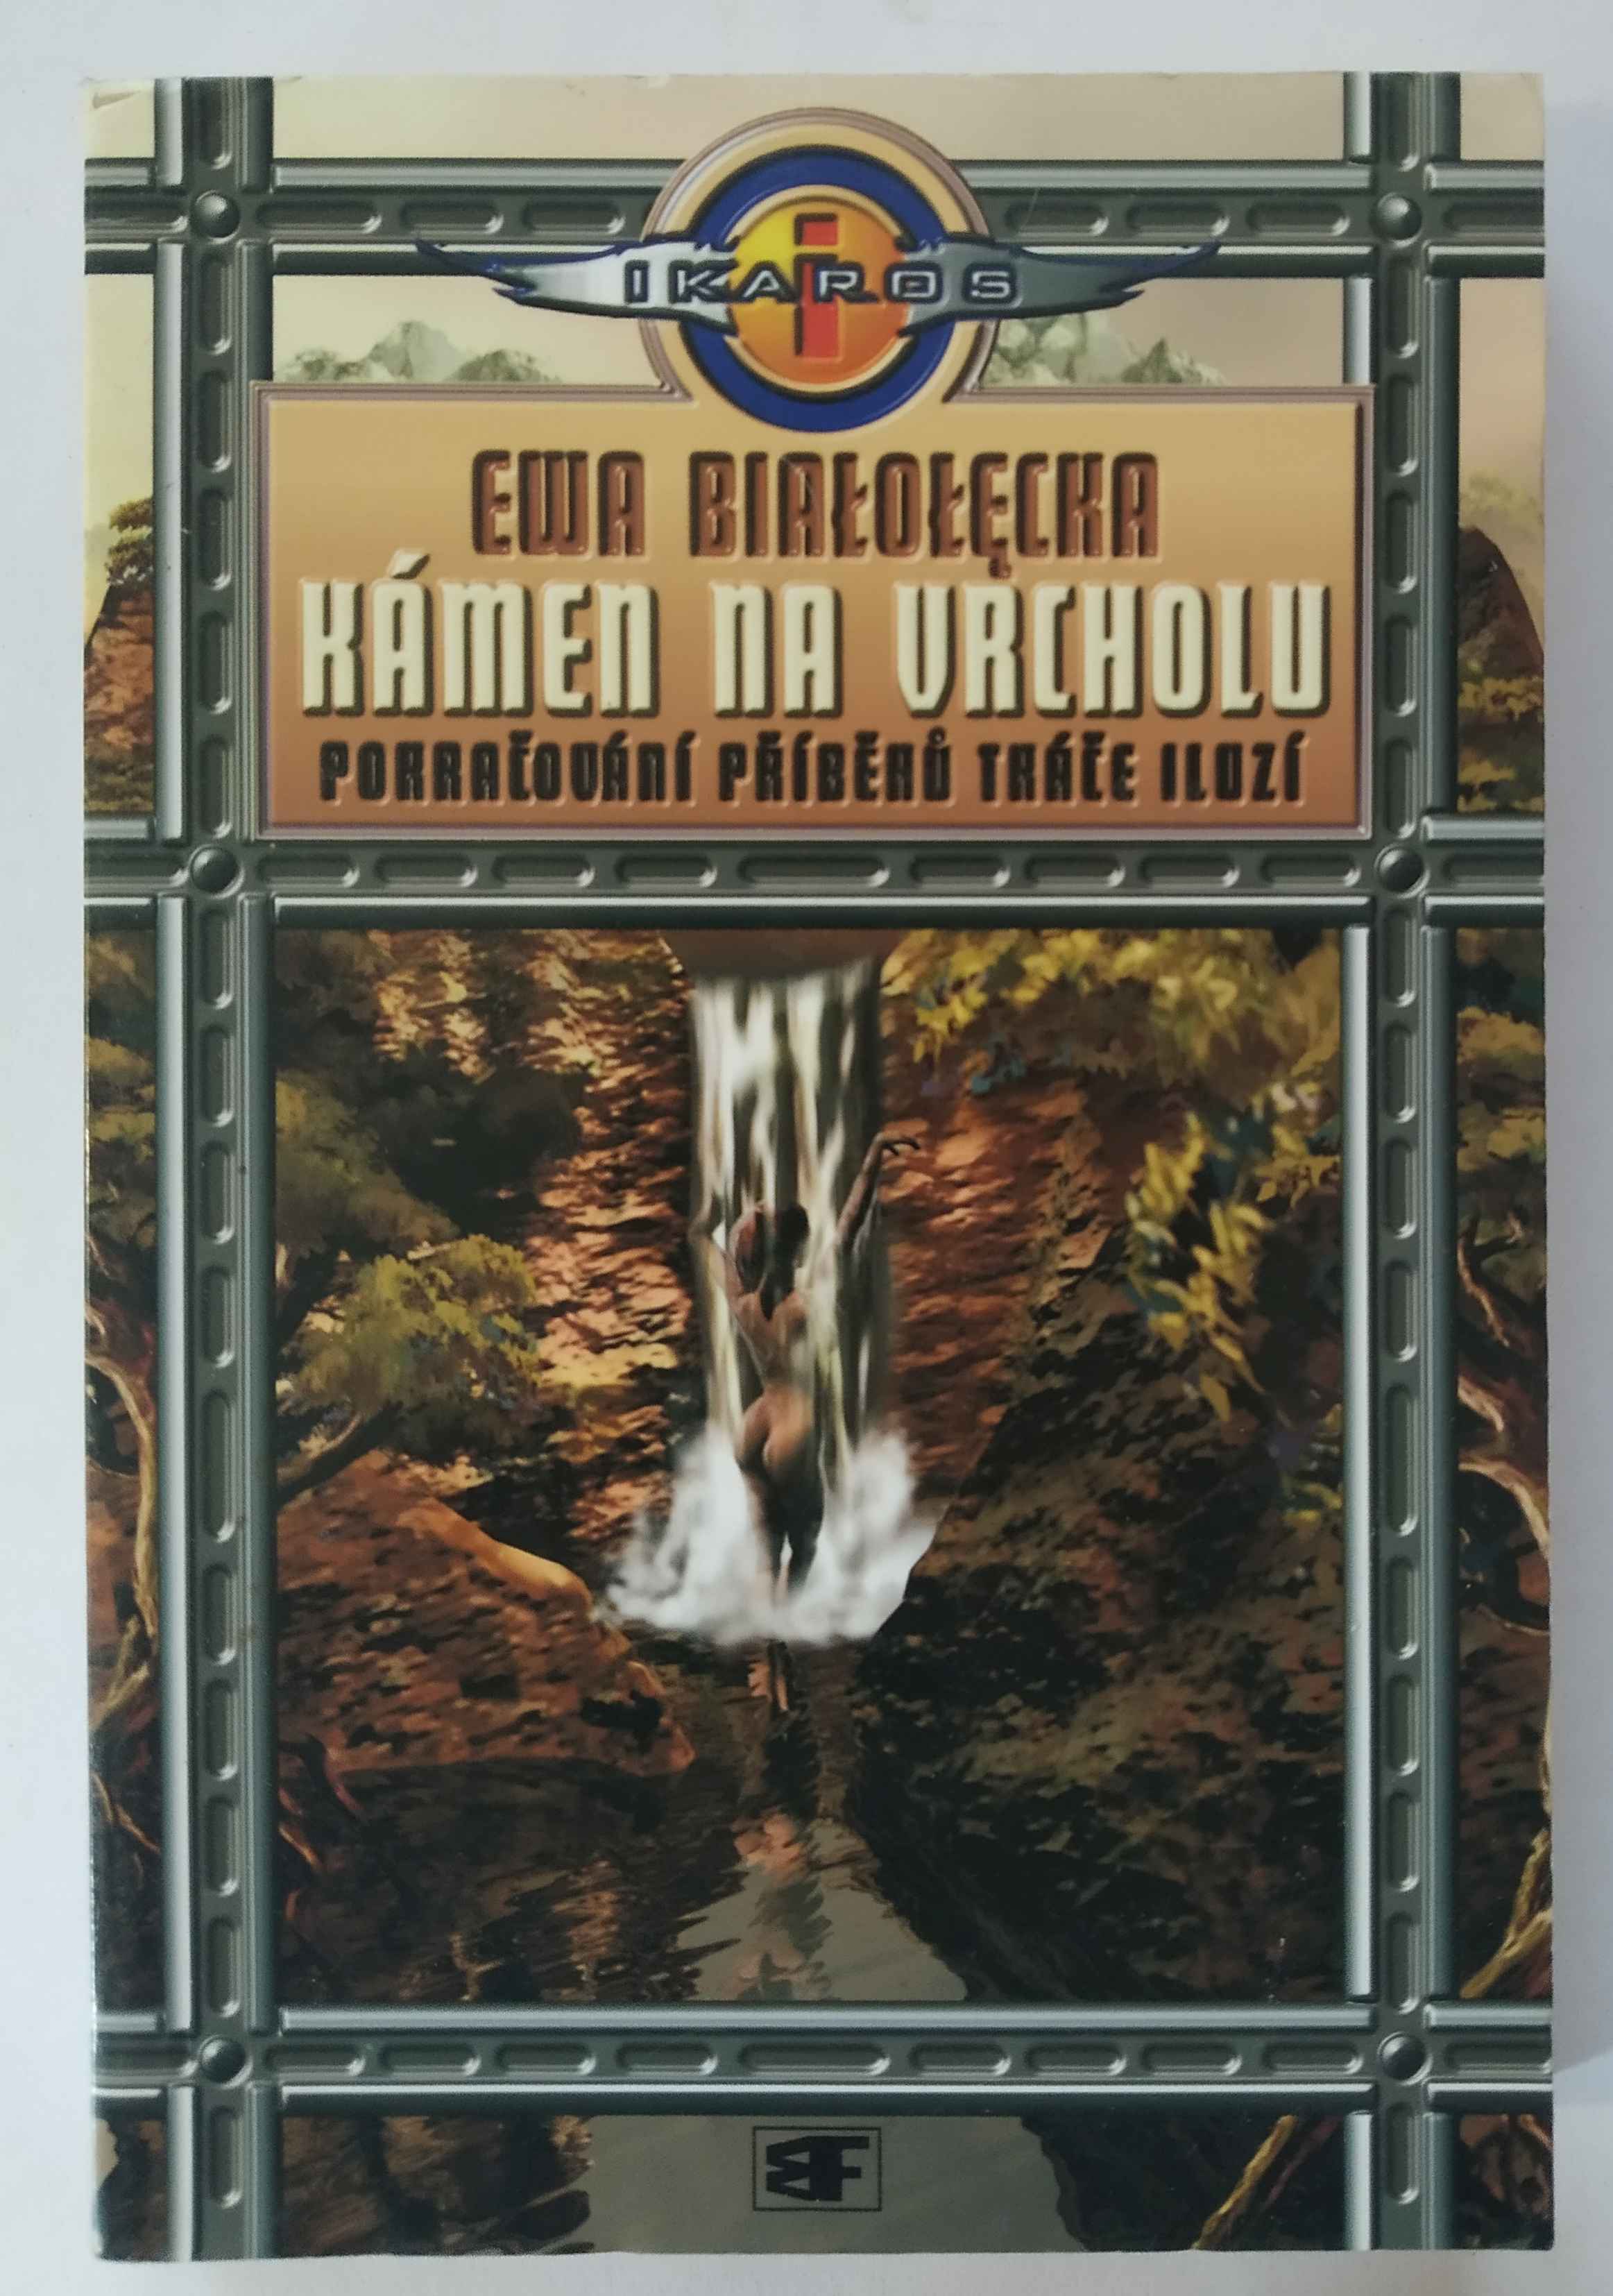 IKAROS
EWA BIAŁOŁĘCKA
KÁMEN NA VRCHOLU
POKRAČOVÁNÍ PŘÍBĚHŮ TKÁČE ILUZÍ